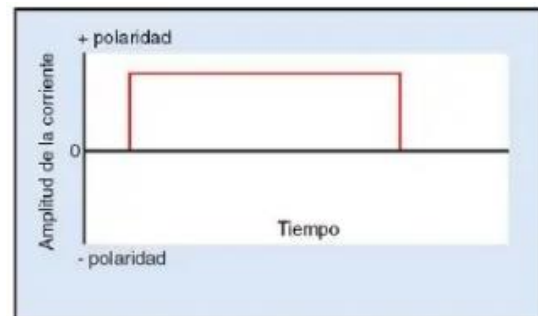 + polaridad
Amplitud de la corriente
0
Tiempo
- polaridad